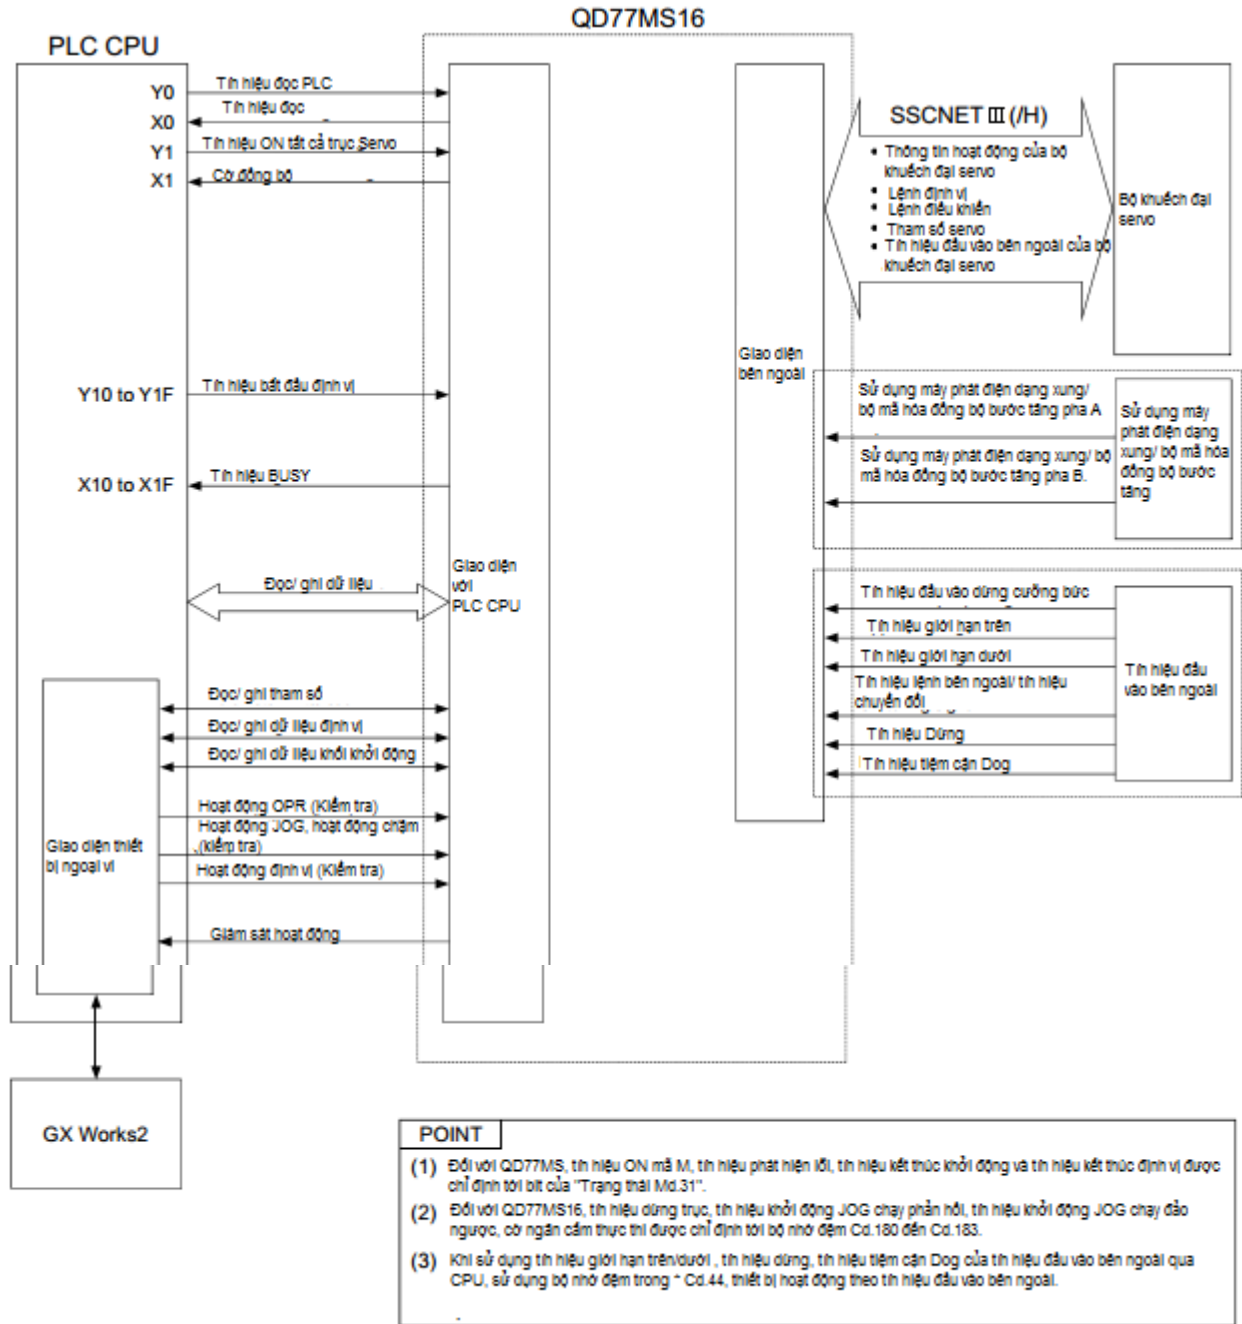 QD77MS16
PLC CPU
Y0
Tín hiệu đọc PLC
X0
Tín hiệu đọc
Y1
Tín hiệu ON tất cả trục Servo
X1
Cờ đồng bộ
SSCNET III (/H)
• Thông tin hoạt động của bộ
khuếch đại servo
• Lệnh định vị
• Lệnh điều khiển
• Tham số servo
• Tín hiệu đầu vào bên ngoài của bộ
khuếch đại servo
Bộ khuếch đại
servo
Giao diện
bên ngoài
Y10 to Y1F
Tín hiệu bắt đầu định vị
X10 to X1F
Tín hiệu BUSY
Sử dụng máy phát điện dạng xung/
bộ mã hóa đồng bộ bước tăng pha A
Sử dụng máy phát điện dạng xung/ bộ
mã hóa đồng bộ bước tăng pha B.
Sử dụng máy
phát điện dạng
xung/ bộ mã hóa
đồng bộ bước
tăng
Đọc/ ghi dữ liệu
Giao diện
với
PLC CPU
Tín hiệu đầu vào dừng cưỡng bức
Tín hiệu giới hạn trên
Tín hiệu giới hạn dưới
Tín hiệu lệnh bên ngoài/ tín hiệu
chuyển đổi
Tín hiệu Dừng
Tín hiệu tiệm cận Dog
Tín hiệu đầu
vào bên ngoài
Đọc/ ghi tham số
Đọc/ ghi dữ liệu định vị
Đọc/ ghi dữ liệu khối khởi động
Hoạt động OPR (Kiểm tra)
Hoạt động JOG, hoạt động chậm
(kiểm tra)
Hoạt động định vị (Kiểm tra)
Giám sát hoạt động
Giao diện thiết
bị ngoại vi
GX Works2
POINT
(1) Đối với QD77MS, tín hiệu ON mã M, tín hiệu phát hiện lỗi, tín hiệu kết thúc khởi động và tín hiệu kết thúc định vị được
chỉ định tới bit của "Trạng thái Md.31".
(2) Đối với QD77MS16, tín hiệu dừng trục, tín hiệu khởi động JOG chạy phản hồi, tín hiệu khởi động JOG chạy đảo
ngược, cờ ngăn cấm thực thi được chỉ định tới bộ nhớ đệm Cd.180 đến Cd.183.
(3) Khi sử dụng tín hiệu giới hạn trên/dưới , tín hiệu dừng, tín hiệu tiệm cận Dog của tín hiệu đầu vào bên ngoài qua
CPU, sử dụng bộ nhớ đệm trong " Cd.44, thiết bị hoạt động theo tín hiệu đầu vào bên ngoài.